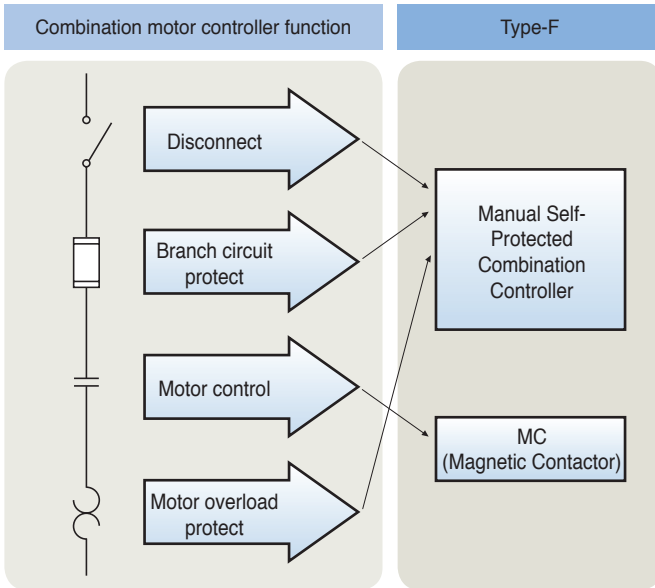 Combination motor controller function
Type-F
Disconnect
Branch circuit
protect
Motor control
Motor overload
protect
Manual Self-
Protected
Combination
Controller
MC
(Magnetic Contactor)